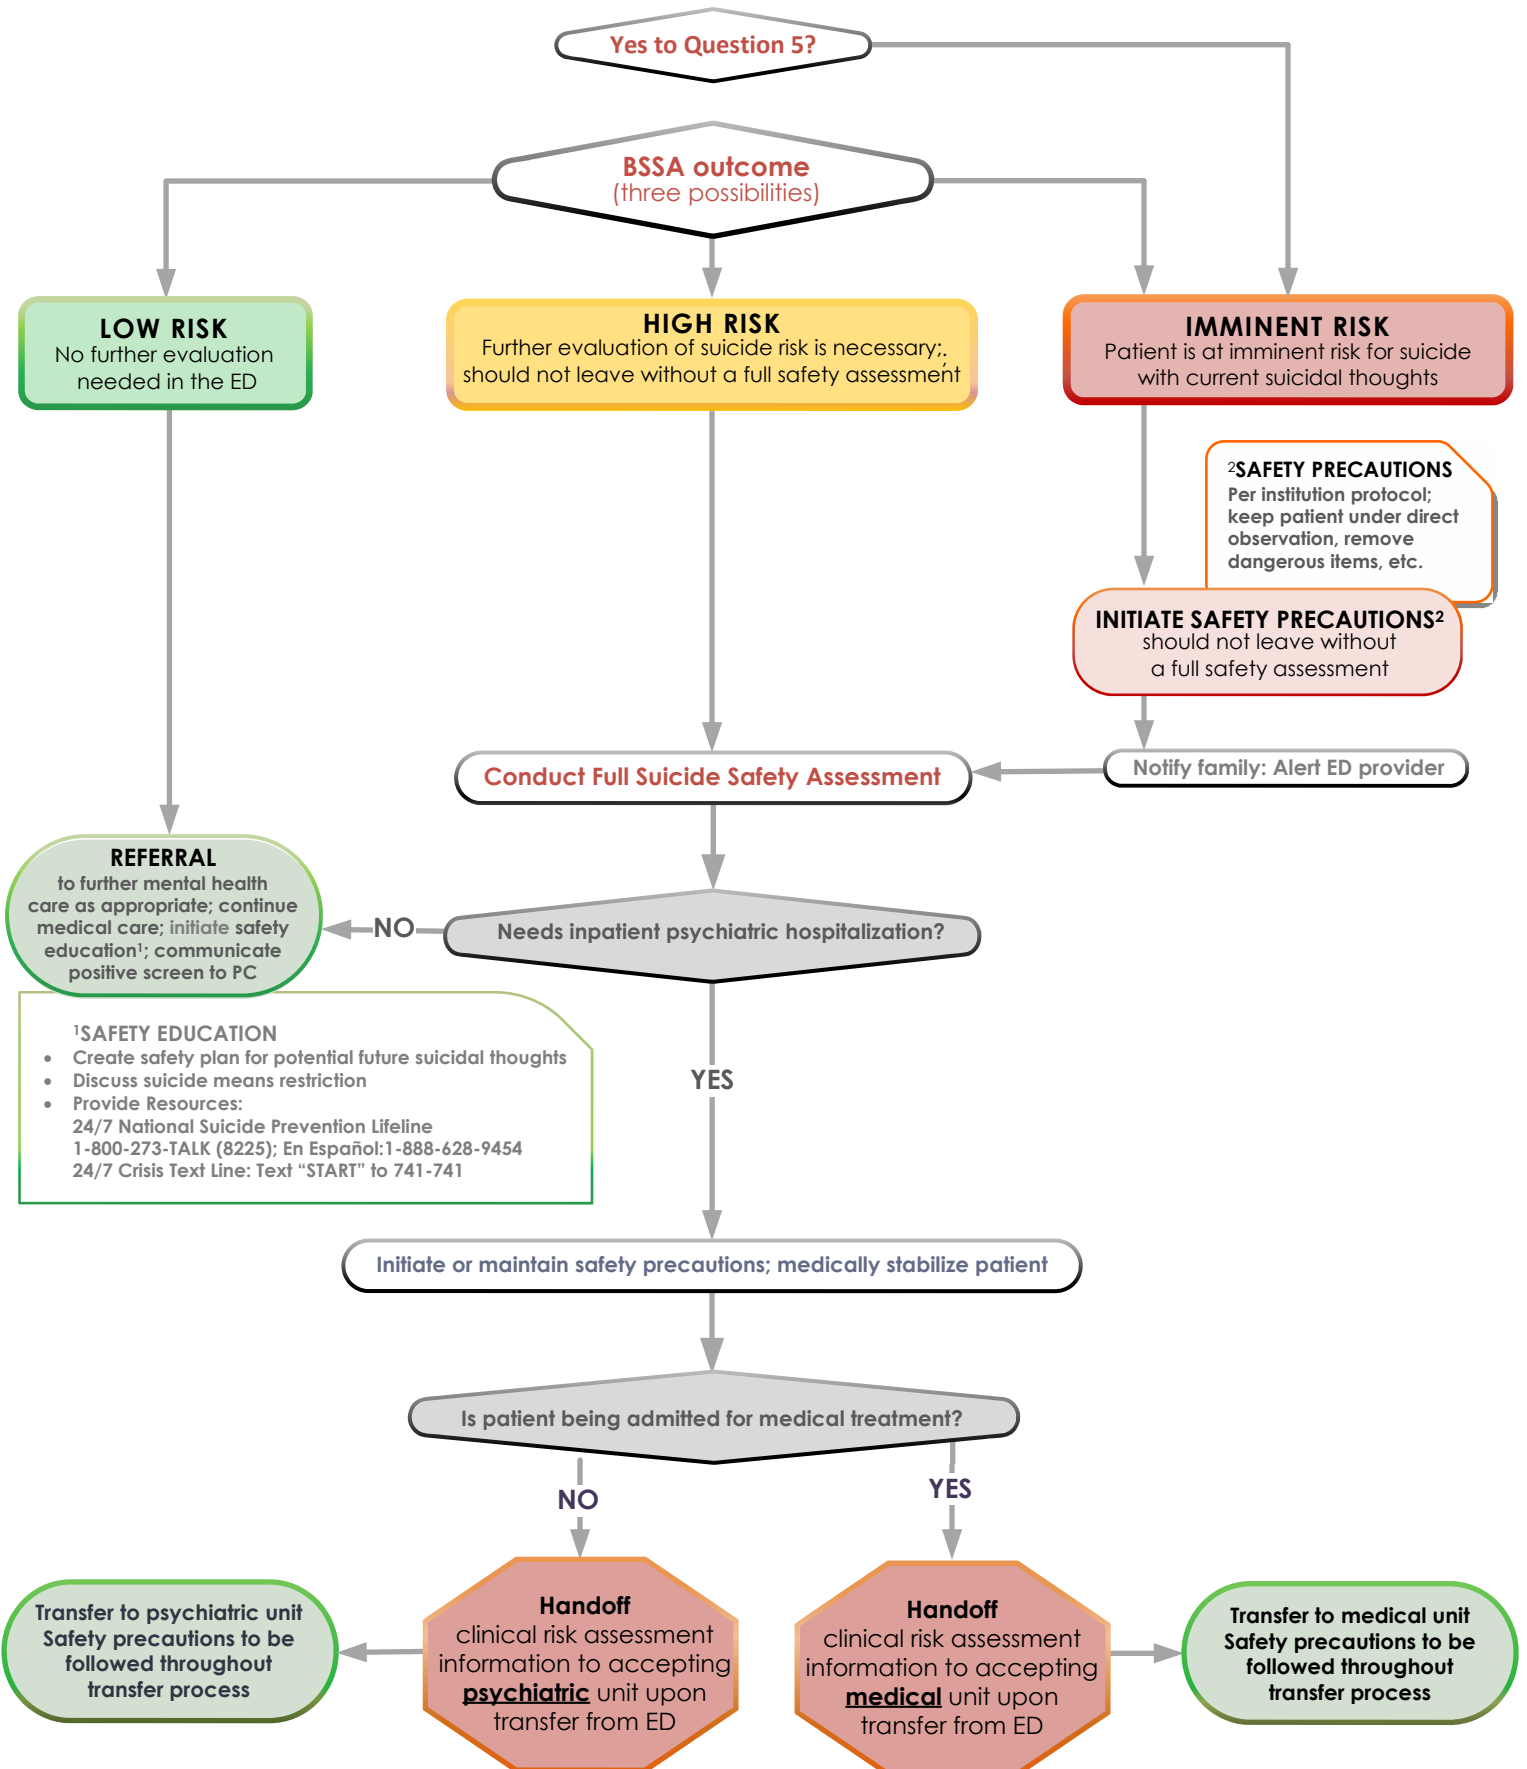 Yes to Question 5?
BSSA outcome
(three possibilities)
LOW RISK
No further evaluation
needed in the ED
HIGH RISK
Further evaluation of suicide risk is necessary;.
should not leave without a full safety assessment
IMMINENT RISK
Patient is at imminent risk for suicide
with current suicidal thoughts
²SAFETY PRECAUTIONS
Per institution protocol;
keep patient under direct
observation, remove
dangerous items, etc.
INITIATE SAFETY PRECAUTIONS²
should not leave without
a full safety assessment
Conduct Full Suicide Safety Assessment
Notify family: Alert ED provider
REFERRAL
to further mental health
care as appropriate; continue
medical care; initiate safety
education¹; communicate
positive screen to PC
NO
Needs inpatient psychiatric hospitalization?
¹SAFETY EDUCATION
• Create safety plan for potential future suicidal thoughts
• Discuss suicide means restriction
• Provide Resources:
24/7 National Suicide Prevention Lifeline
1-800-273-TALK (8225); En Español:1-888-628-9454
24/7 Crisis Text Line: Text “START” to 741-741
YES
Initiate or maintain safety precautions; medically stabilize patient
Is patient being admitted for medical treatment?
NO
YES
Transfer to psychiatric unit
Safety precautions to be
followed throughout
transfer process
Handoff
clinical risk assessment
information to accepting
psychiatric unit upon
transfer from ED
Handoff
clinical risk assessment
information to accepting
medical unit upon
transfer from ED
Transfer to medical unit
Safety precautions to be
followed throughout
transfer process